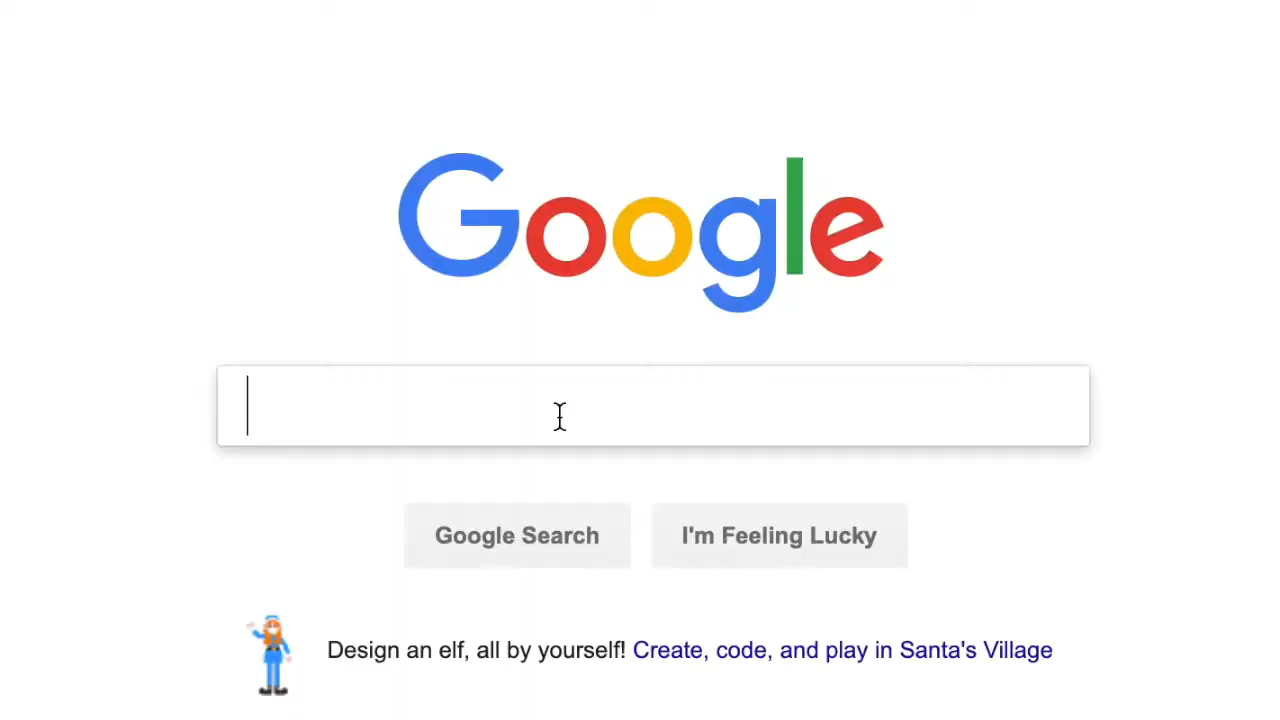 Google
Google Search
I'm Feeling Lucky
Design an elf, all by yourself! Create, code, and play in Santa's Village